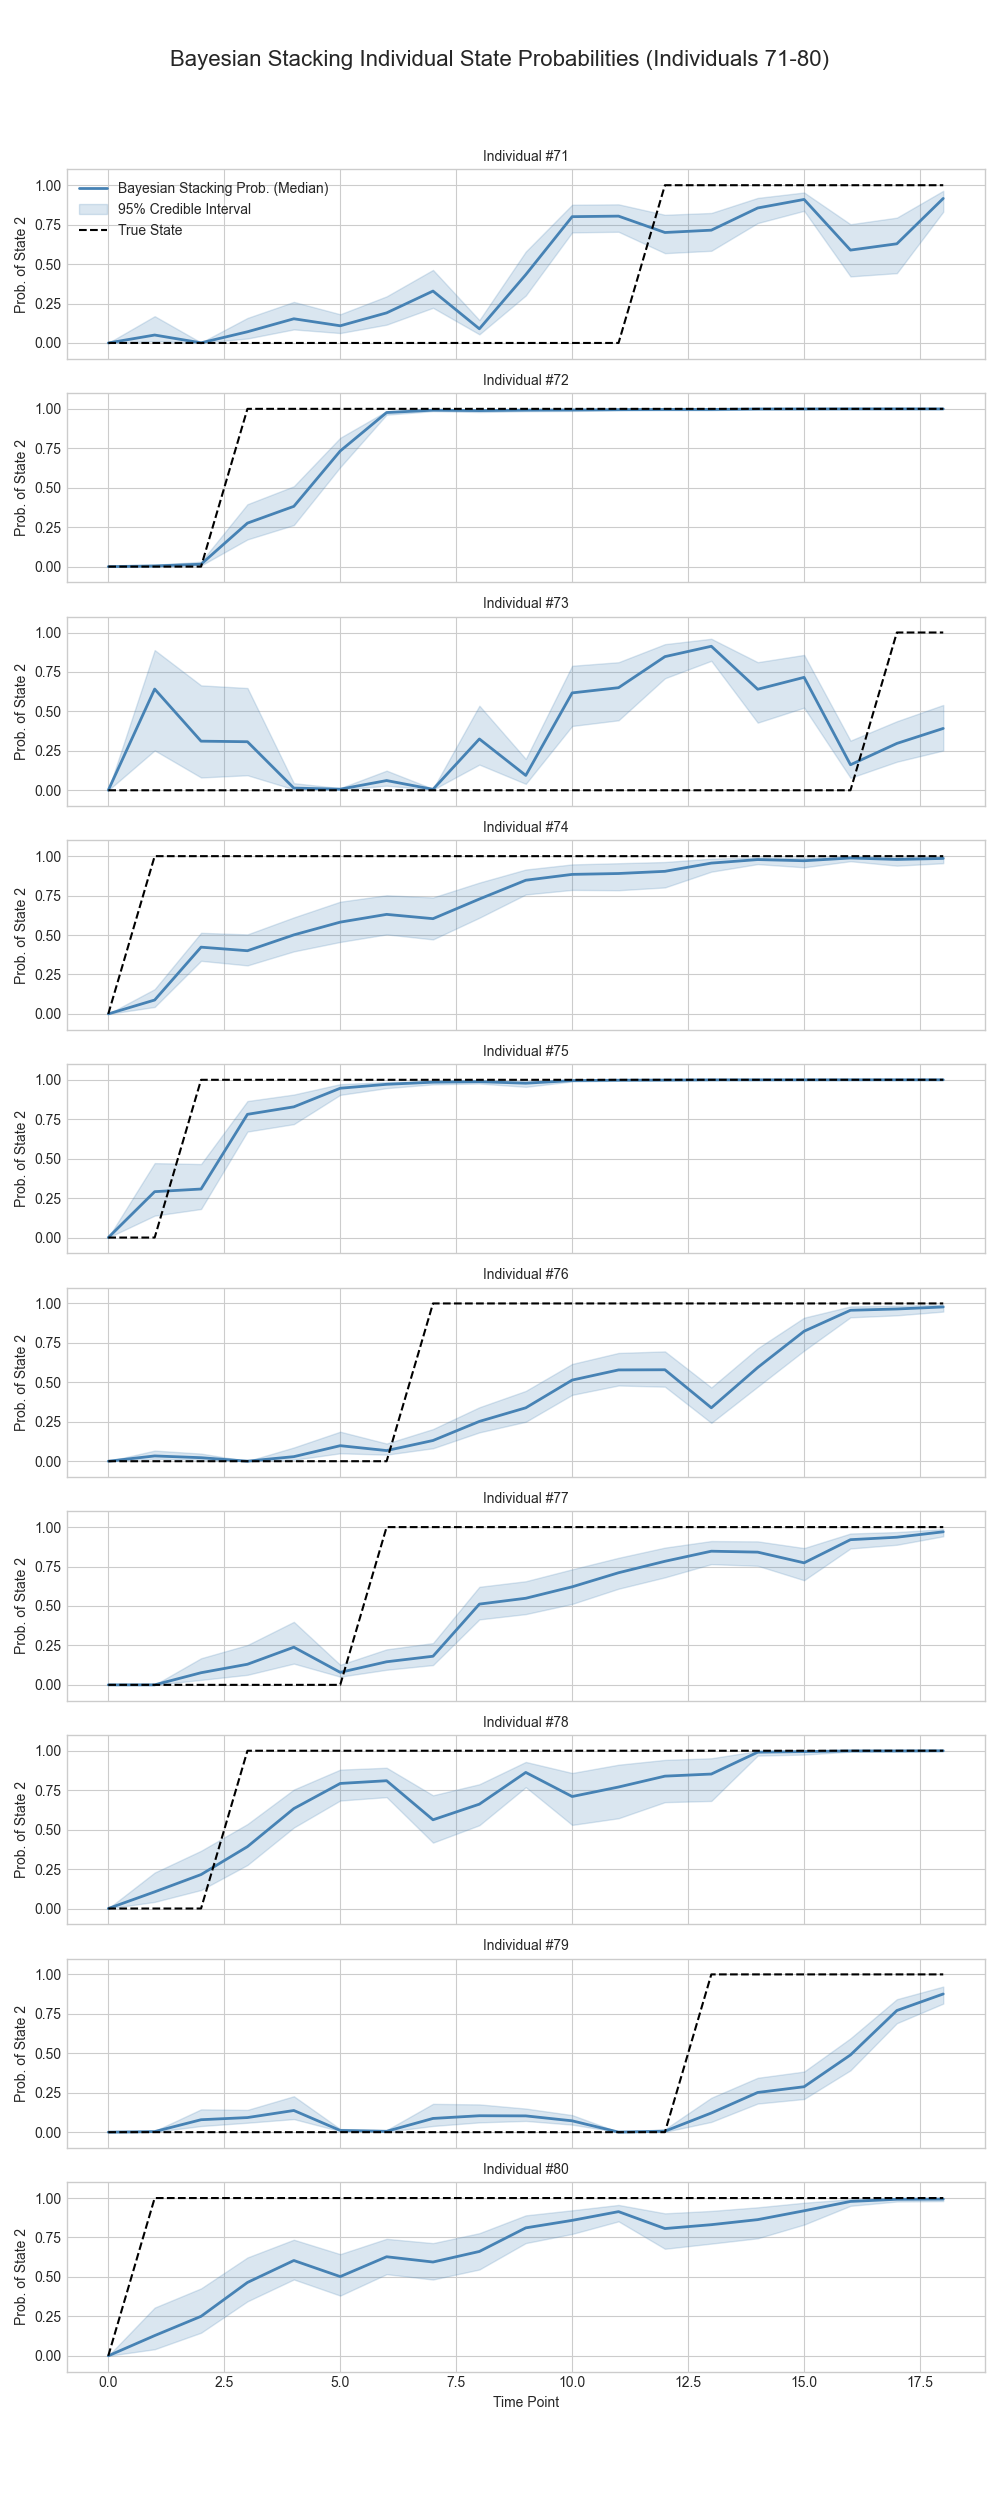 Bayesian Stacking Individual State Probabilities (Individuals 71-80)
Individual #71
Prob. of State 2
1.00
0.75
0.50
0.25
0.00
Bayesian Stacking Prob. (Median)
95% Credible Interval
True State
Individual #72
Prob. of State 2
1.00
0.75
0.50
0.25
0.00
Individual #73
Prob. of State 2
1.00
0.75
0.50
0.25
0.00
Individual #74
Prob. of State 2
1.00
0.75
0.50
0.25
0.00
Individual #75
Prob. of State 2
1.00
0.75
0.50
0.25
0.00
Individual #76
Prob. of State 2
1.00
0.75
0.50
0.25
0.00
Individual #77
Prob. of State 2
1.00
0.75
0.50
0.25
0.00
Individual #78
Prob. of State 2
1.00
0.75
0.50
0.25
0.00
Individual #79
Prob. of State 2
1.00
0.75
0.50
0.25
0.00
Individual #80
Prob. of State 2
1.00
0.75
0.50
0.25
0.00
0.0 2.5 5.0 7.5 10.0 12.5 15.0 17.5
Time Point